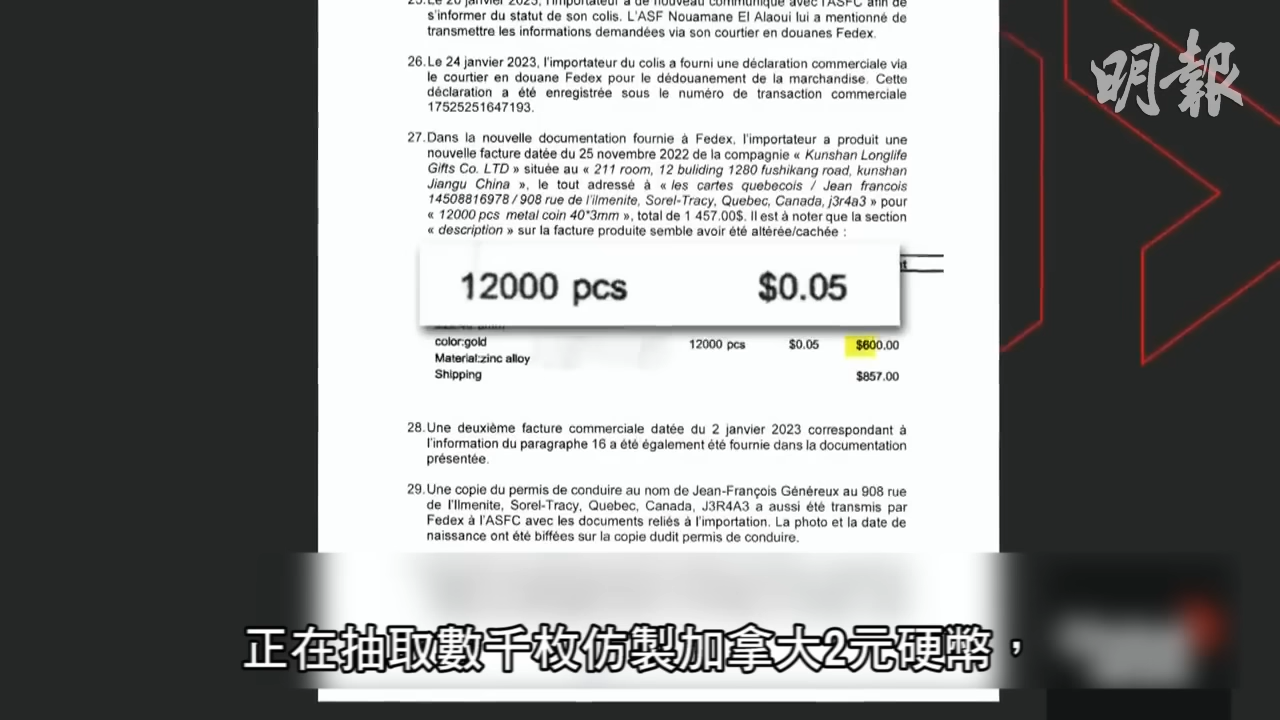 25.Le 20 janvier 2023, l'importateur a de nouveau communiqué avec l'ASFC afin de
s'informer du statut de son colis. L'ASF Nouamane El Alaoui lui a mentionné de
transmettre les informations demandées via son courtier en douanes Fedex.
明報
26.Le 24 janvier 2023, l'importateur du colis a fourni une déclaration commerciale via
le courtier en douane Fedex pour le dédouanement de la marchandise. Cette
déclaration a été enregistrée sous le numéro de transaction commerciale
17525251647193.
27.Dans la nouvelle documentation fournie à Fedex, l'importateur a produit une
nouvelle facture datée du 25 novembre 2022 de la compagnie « Kunshan Longlife
Gifts Co. LTD » située au « 211 room, 12 buliding 1280 fushikang road, kunshan
Jiangu China », le tout adressé à « les cartes quebecois / Jean francois
14508816978 / 908 rue de l'ilmenite, Sorel-Tracy, Quebec, Canada, j3r4a3 » pour
« 12000 pcs metal coin 40*3mm », total de 1 457.00$. Il est à noter que la section
« description » sur la facture produite semble avoir été altérée/cachée :
12000 pcs $0.05
color:gold 12000 pcs $0.05 $600.00
Material:zinc alloy
Shipping $857.00
28.Une deuxième facture commerciale datée du 2 janvier 2023 correspondant à
l'information du paragraphe 16 a été également été fournie dans la documentation
présentée.
29.Une copie du permis de conduire au nom de Jean-François Généreux au 908 rue
de l'Ilmenite, Sorel-Tracy, Quebec, Canada, J3R4A3 a aussi été transmis par
Fedex à l'ASFC avec les documents reliés à l'importation. La photo et la date de
naissance ont été biffées sur la copie dudit permis de conduire.
正在抽取數千枚仿製加拿大2元硬幣，